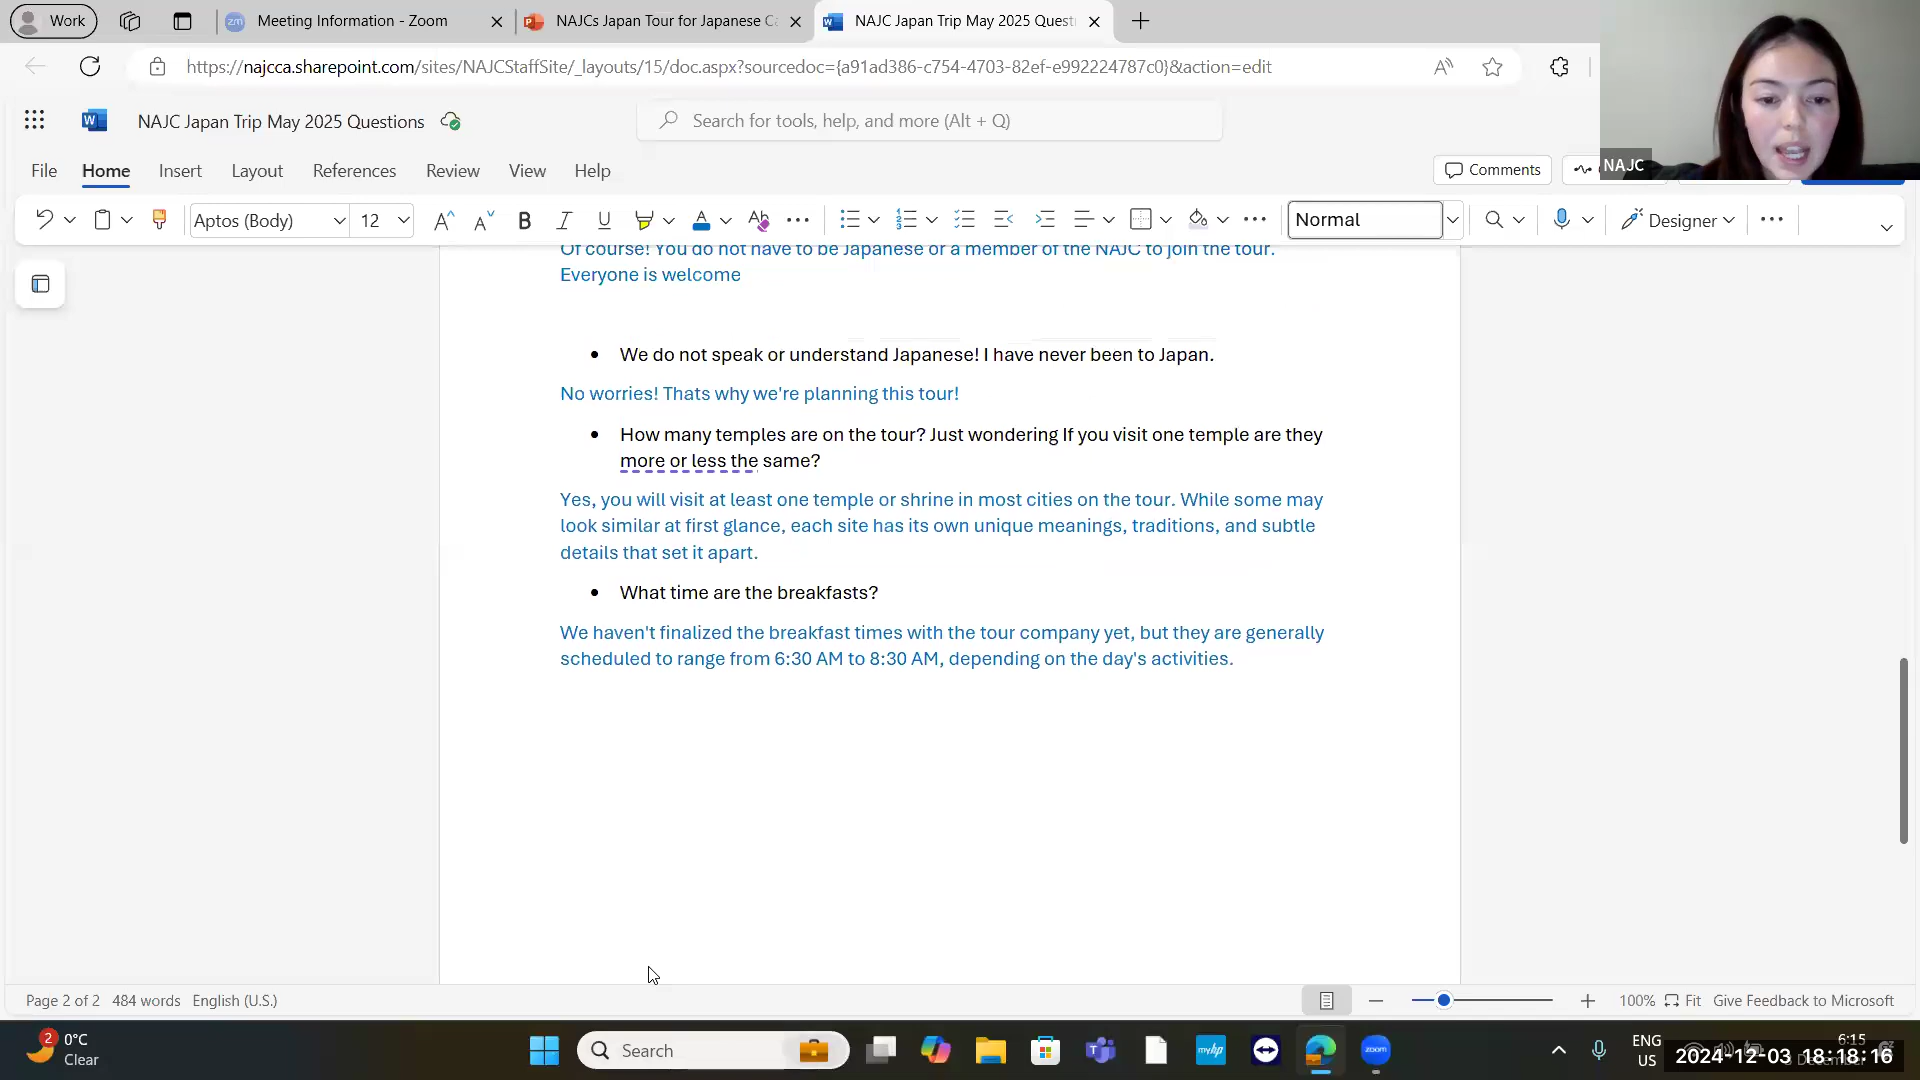 Work
Meeting Information - Zoom
NAJCs Japan Tour for Japanese Ca
NAJC Japan Trip May 2025 Questi
https://najcca.sharepoint.com/sites/NAJCStaffSite/_layouts/15/doc.aspx?sourcedoc={a91ad386-c754-4703-82ef-e992224787c0}&action=edit
NAJC Japan Trip May 2025 Questions
Search for tools, help, and more (Alt + Q)
File Home Insert Layout References Review View Help
Comments
NAJC
Aptos (Body) 12
Normal
Designer
Of course! You do not have to be Japanese or a member of the NAJC to join the tour.
Everyone is welcome
• We do not speak or understand Japanese! I have never been to Japan.
No worries! Thats why we're planning this tour!
• How many temples are on the tour? Just wondering If you visit one temple are they
more or less the same?
Yes, you will visit at least one temple or shrine in most cities on the tour. While some may
look similar at first glance, each site has its own unique meanings, traditions, and subtle
details that set it apart.
• What time are the breakfasts?
We haven't finalized the breakfast times with the tour company yet, but they are generally
scheduled to range from 6:30 AM to 8:30 AM, depending on the day's activities.
Page 2 of 2 484 words English (U.S.)
100% Fit Give Feedback to Microsoft
2
0°C
Clear
Search
myhp
zoom
ENG
US
6:15
2024-12-03 18:18:16